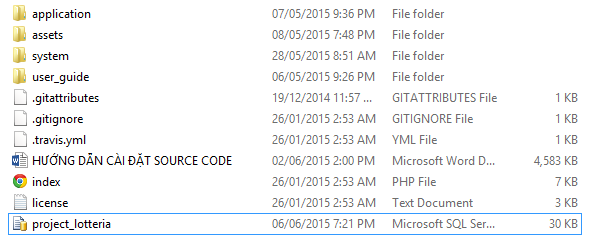 application 07/05/2015 9:36 PM File folder
assets 08/05/2015 7:48 PM File folder
system 28/05/2015 8:51 AM File folder
user_guide 06/05/2015 9:26 PM File folder
.gitattributes 19/12/2014 11:57 ... GITATTRIBUTES File 1 KB
.gitignore 26/01/2015 2:53 AM GITIGNORE File 1 KB
.travis.yml 26/01/2015 2:53 AM YML File 1 KB
HƯỚNG DẪN CÀI ĐẶT SOURCE CODE 02/06/2015 2:00 PM Microsoft Word D... 4,583 KB
index 26/01/2015 2:53 AM PHP File 7 KB
license 26/01/2015 2:53 AM Text Document 3 KB
project_lotteria 06/06/2015 7:21 PM Microsoft SQL Ser... 30 KB